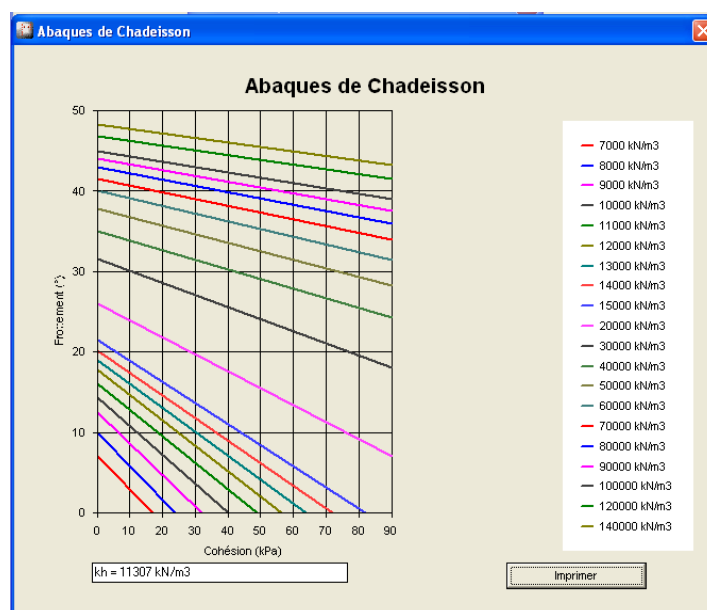 Abaques de Chadeisson
Abaques de Chadeisson
50
40
30
20
10
0
Frottement (°)
0 10 20 30 40 50 60 70 80 90
Cohésion (kPa)
7000 kN/m3
8000 kN/m3
9000 kN/m3
10000 kN/m3
11000 kN/m3
12000 kN/m3
13000 kN/m3
14000 kN/m3
15000 kN/m3
20000 kN/m3
30000 kN/m3
40000 kN/m3
50000 kN/m3
60000 kN/m3
70000 kN/m3
80000 kN/m3
90000 kN/m3
100000 kN/m3
120000 kN/m3
140000 kN/m3
kh = 11307 kN/m3
Imprimer